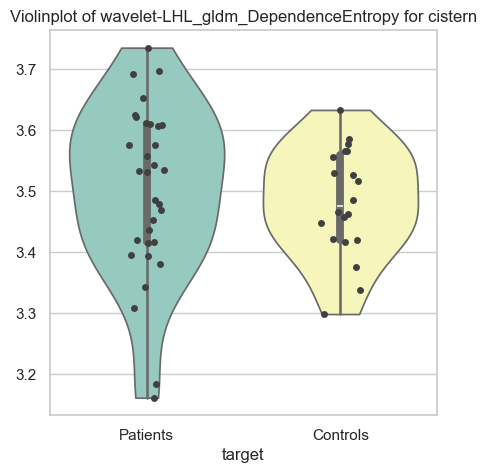 Violinplot of wavelet-LHL_gldm_DependenceEntropy for cistern
3.7
3.6
3.5
3.4
3.3
3.2
Patients
Controls
target